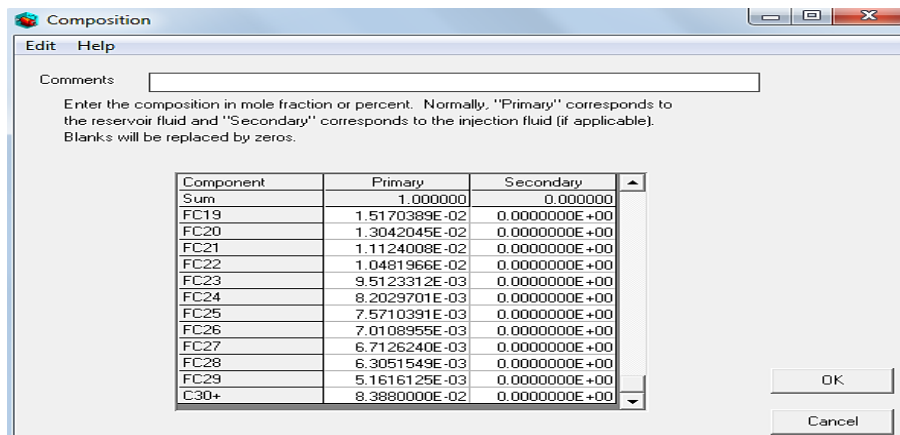 Composition
Edit Help
Comments
Enter the composition in mole fraction or percent. Normally, "Primary" corresponds to
the reservoir fluid and "Secondary" corresponds to the injection fluid (if applicable).
Blanks will be replaced by zeros.
Component Primary Secondary
Sum 1.000000 0.000000
FC19 1.5170389E-02 0.0000000E+00
FC20 1.3042045E-02 0.0000000E+00
FC21 1.1124008E-02 0.0000000E+00
FC22 1.0481966E-02 0.0000000E+00
FC23 9.5123312E-03 0.0000000E+00
FC24 8.2029701E-03 0.0000000E+00
FC25 7.5710391E-03 0.0000000E+00
FC26 7.0108955E-03 0.0000000E+00
FC27 6.7126240E-03 0.0000000E+00
FC28 6.3051549E-03 0.0000000E+00
FC29 5.1616125E-03 0.0000000E+00
C30+ 8.3880000E-02 0.0000000E+00
OK
Cancel